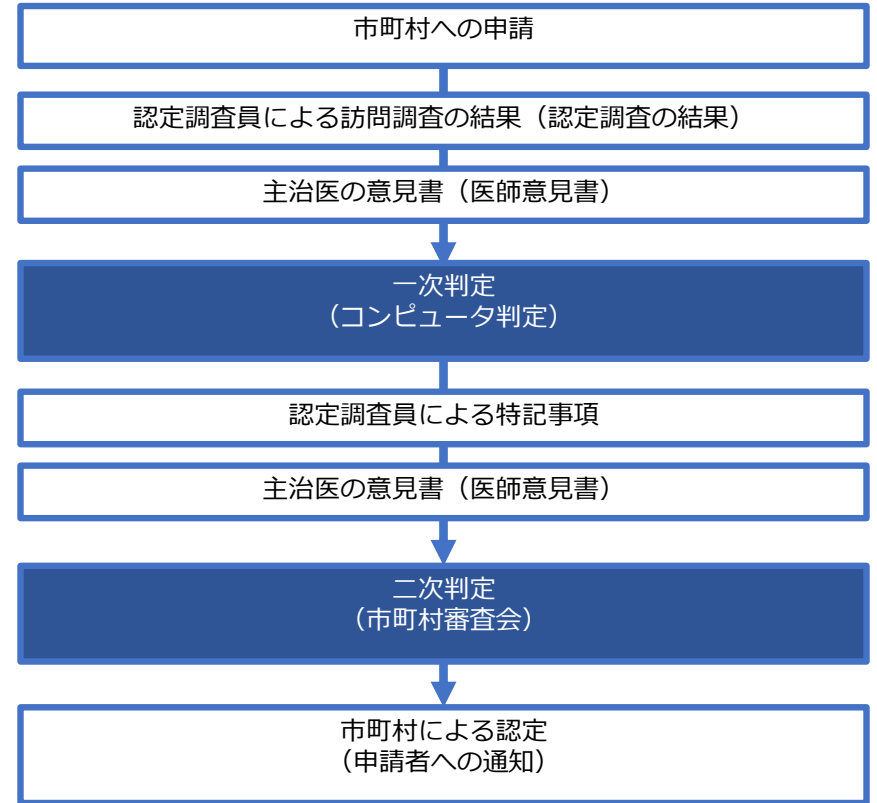 市町村への申請
認定調査員による訪問調査の結果（認定調査の結果）
主治医の意見書（医師意見書）
一次判定
（コンピュータ判定）
認定調査員による特記事項
主治医の意見書（医師意見書）
二次判定
（市町村審査会）
市町村による認定
（申請者への通知）